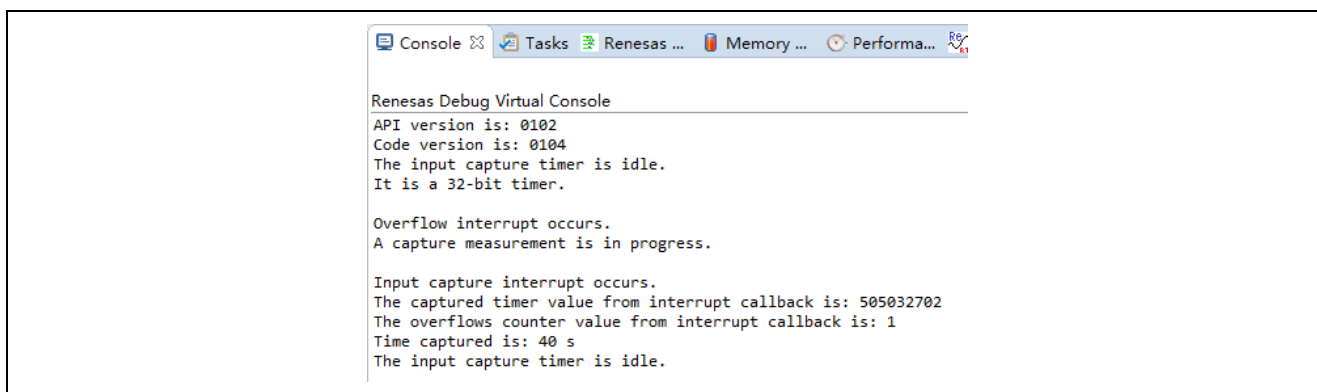 Console Tasks Renesas ... Memory ... Performa...
Renesas Debug Virtual Console
API version is: 0102
Code version is: 0104
The input capture timer is idle.
It is a 32-bit timer.
Overflow interrupt occurs.
A capture measurement is in progress.
Input capture interrupt occurs.
The captured timer value from interrupt callback is: 505032702
The overflows counter value from interrupt callback is: 1
Time captured is: 40 s
The input capture timer is idle.